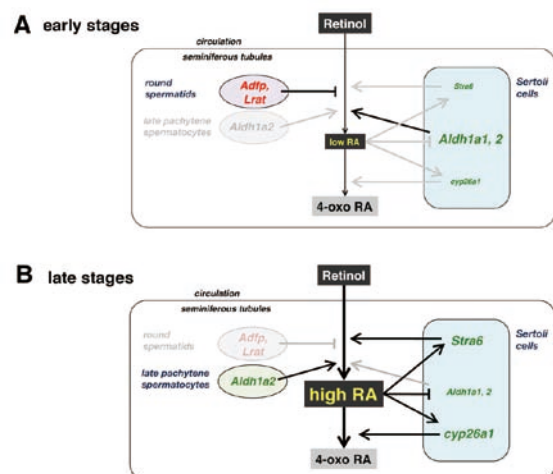 A early stages
Retinol
circulation
seminiferous tubules
round
spermatids
Adfp,
Lrat
late pachytene
spermatocytes
Aldh1a2
Stra6
Sertoli
cells
Aldh1a1, 2
low RA
cyp26a1
4-oxo RA
B late stages
Retinol
circulation
seminiferous tubules
round
spermatids
Adfp,
Lrat
late pachytene
spermatocytes
Aldh1a2
Stra6
Sertoli
cells
high RA
Aldh1a1, 2
cyp26a1
4-oxo RA